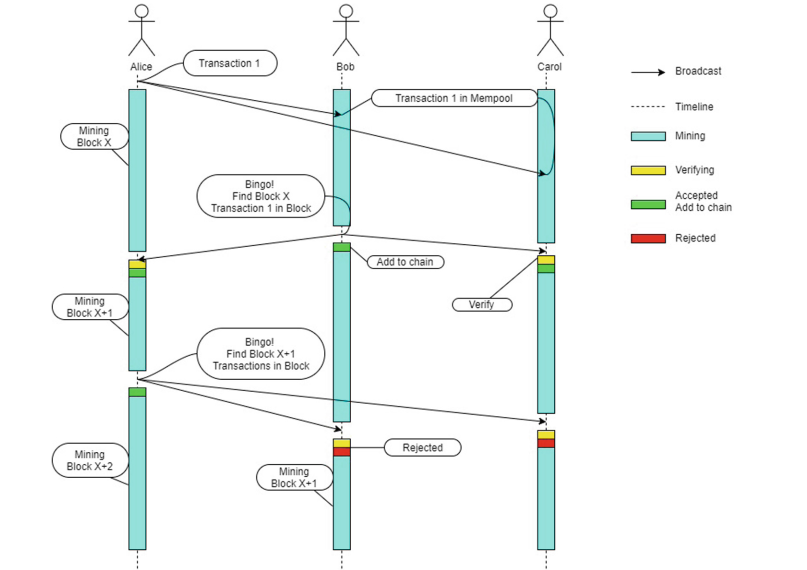 Alice
Bob
Carol
Transaction 1
Transaction 1 in Mempool
Mining
Block X
Bingo!
Find Block X
Transaction 1 in Block
Add to chain
Verify
Mining
Block X+1
Bingo!
Find Block X+1
Transactions in Block
Rejected
Mining
Block X+2
Mining
Block X+1
Broadcast
Timeline
Mining
Verifying
Accepted
Add to chain
Rejected